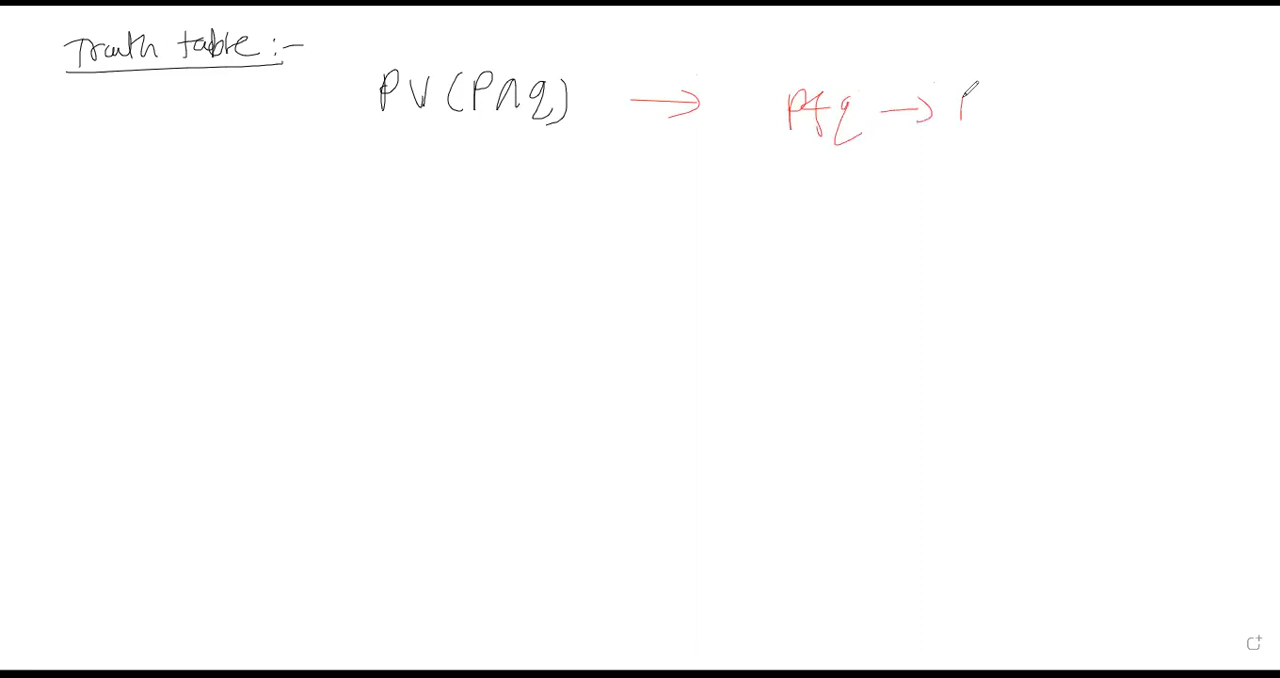 Truth table :-
P V (P ∧ q) → P & q →